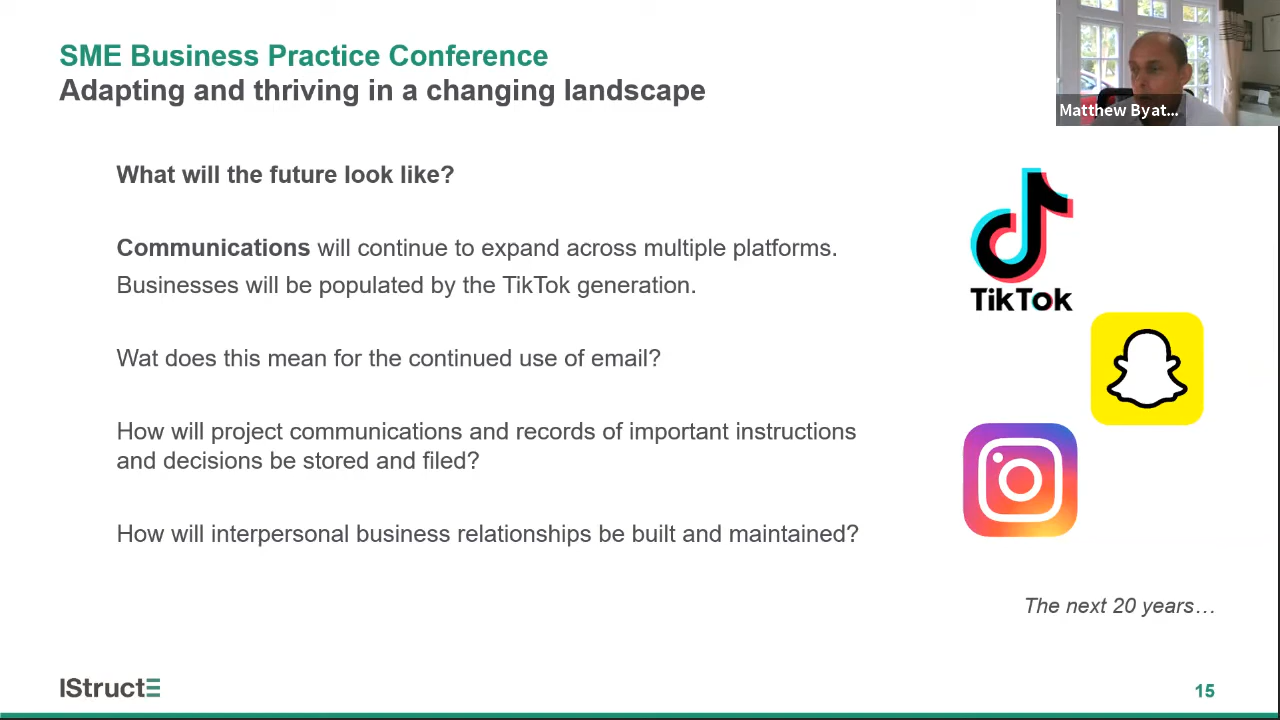 SME Business Practice Conference
Adapting and thriving in a changing landscape
Matthew Byat...
What will the future look like?
Communications will continue to expand across multiple platforms.
Businesses will be populated by the TikTok generation.
TikTok
Wat does this mean for the continued use of email?
How will project communications and records of important instructions
and decisions be stored and filed?
How will interpersonal business relationships be built and maintained?
The next 20 years…
IStructE
15